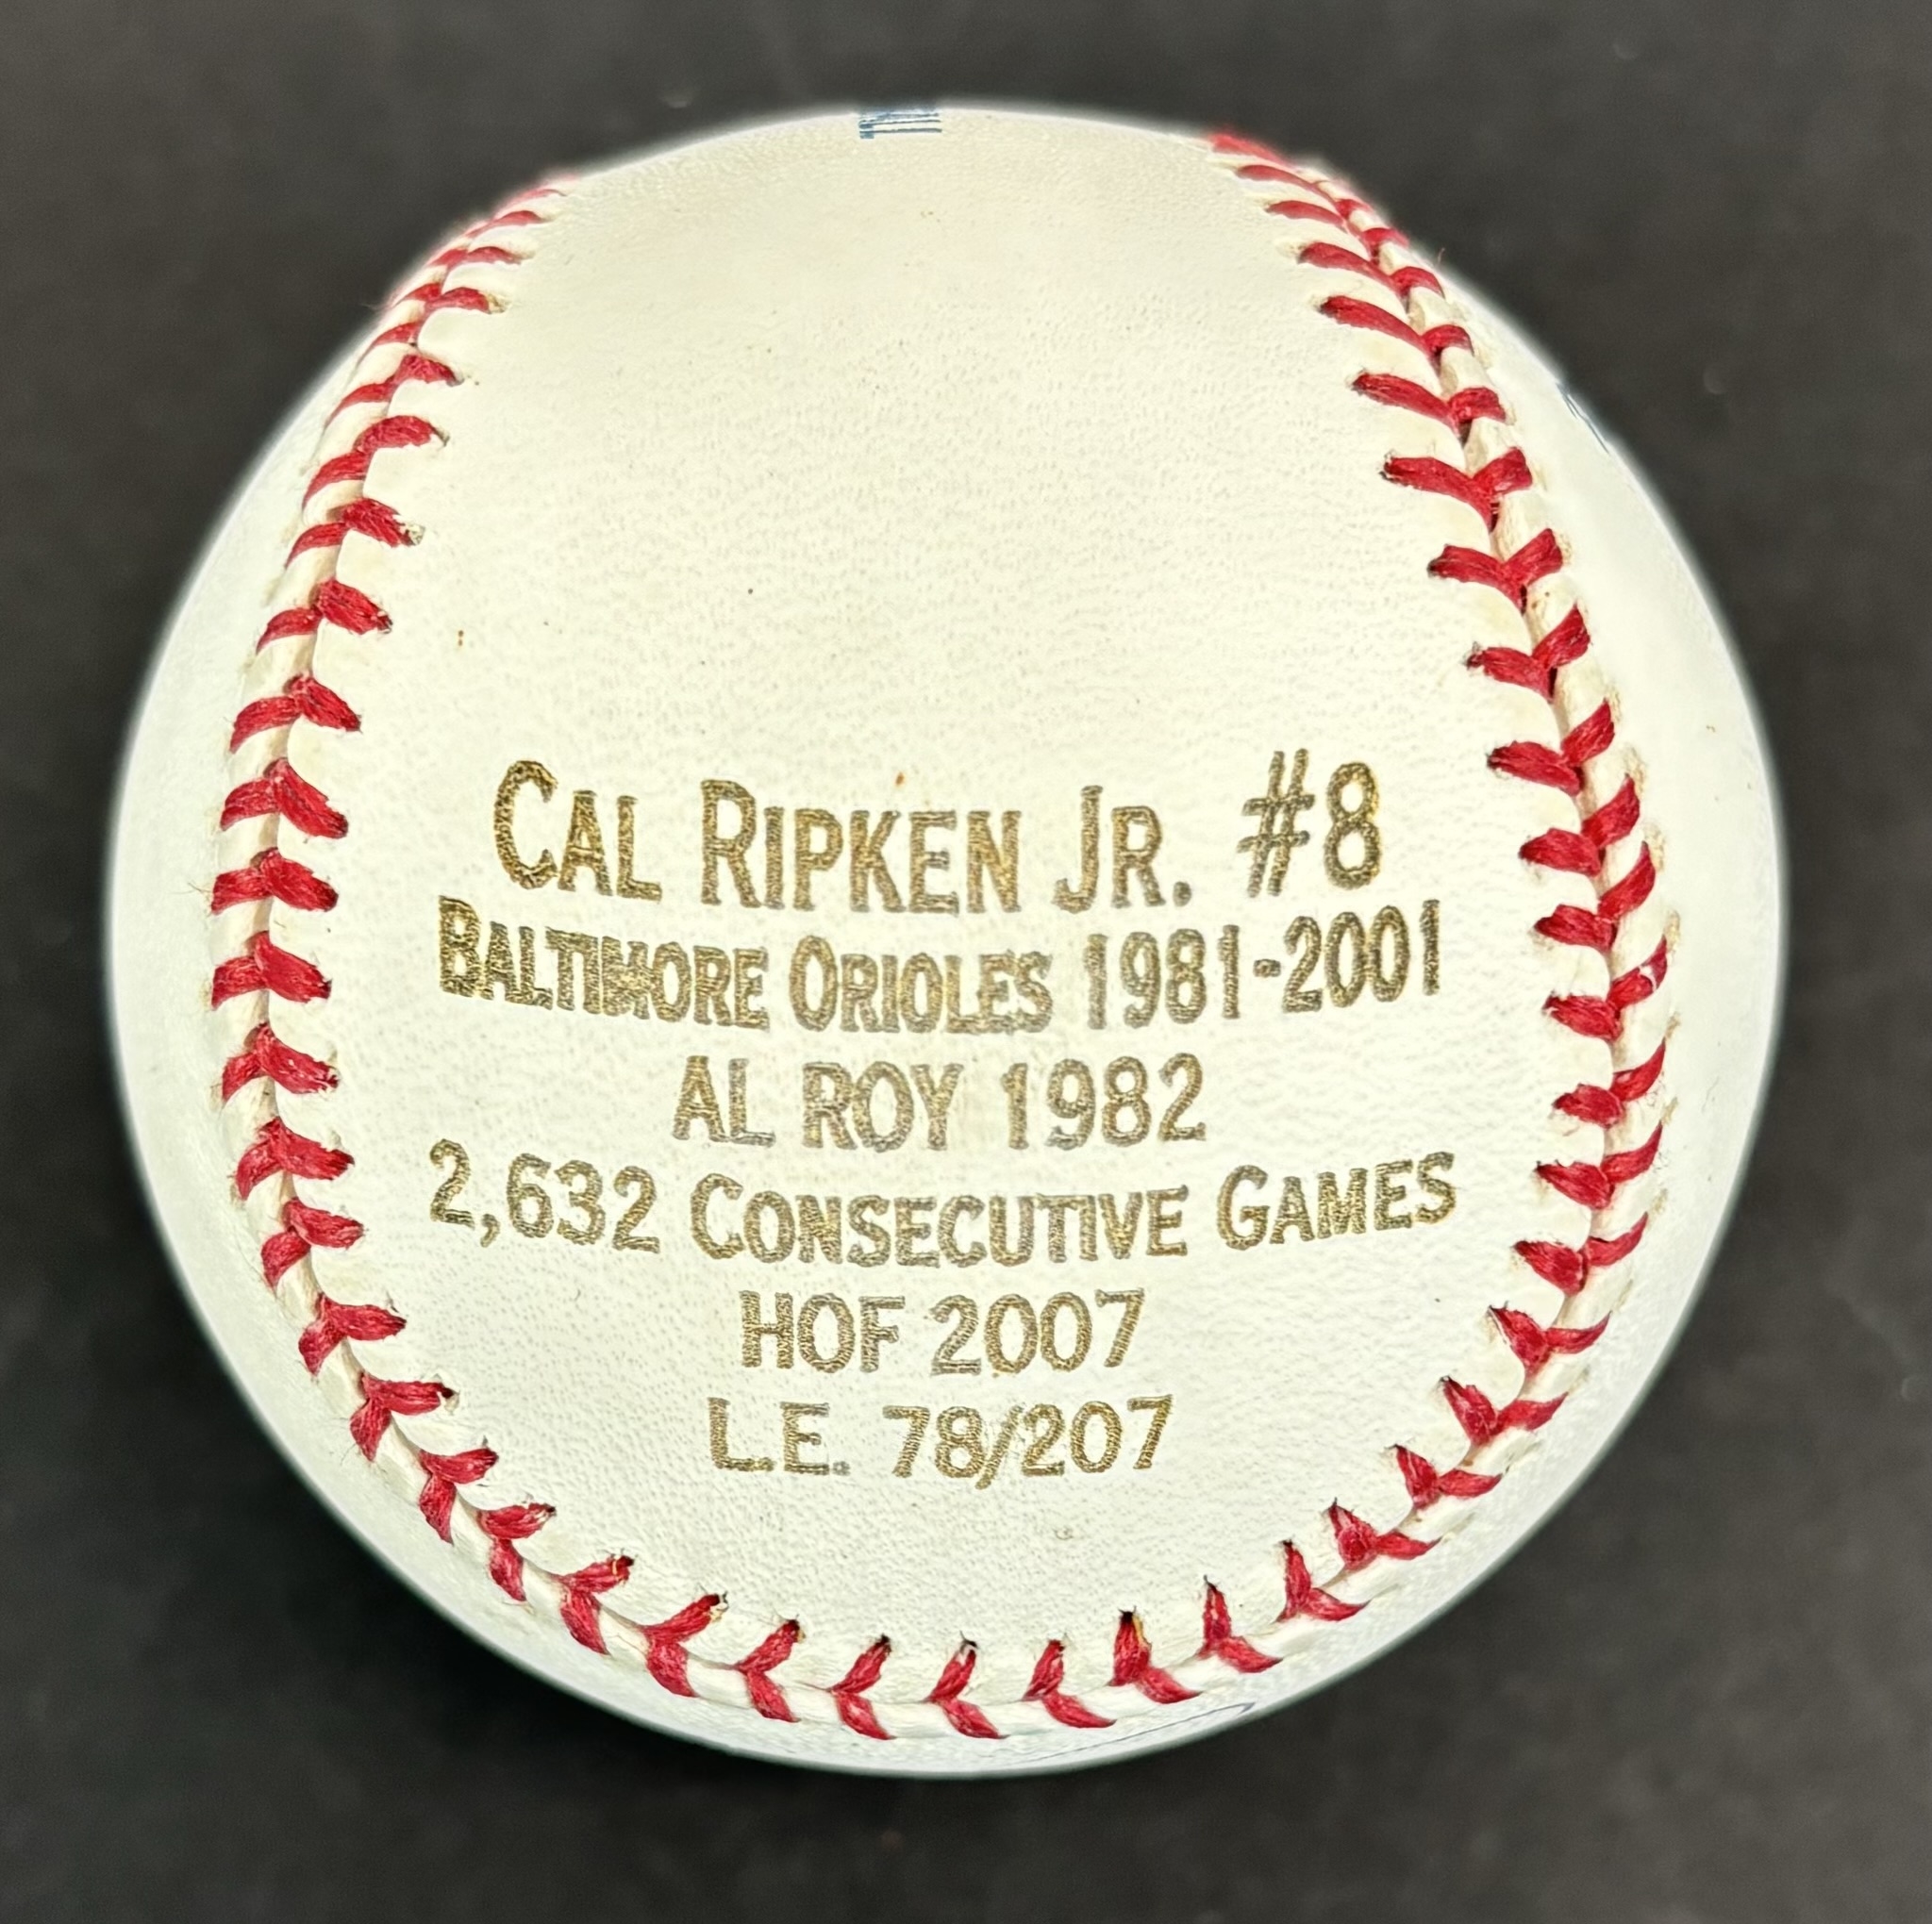 CAL RIPKEN JR. #8
BALTIMORE ORIOLES 1981-2001
AL ROY 1982
2,632 CONSECUTIVE GAMES
HOF 2007
L.E. 78/207